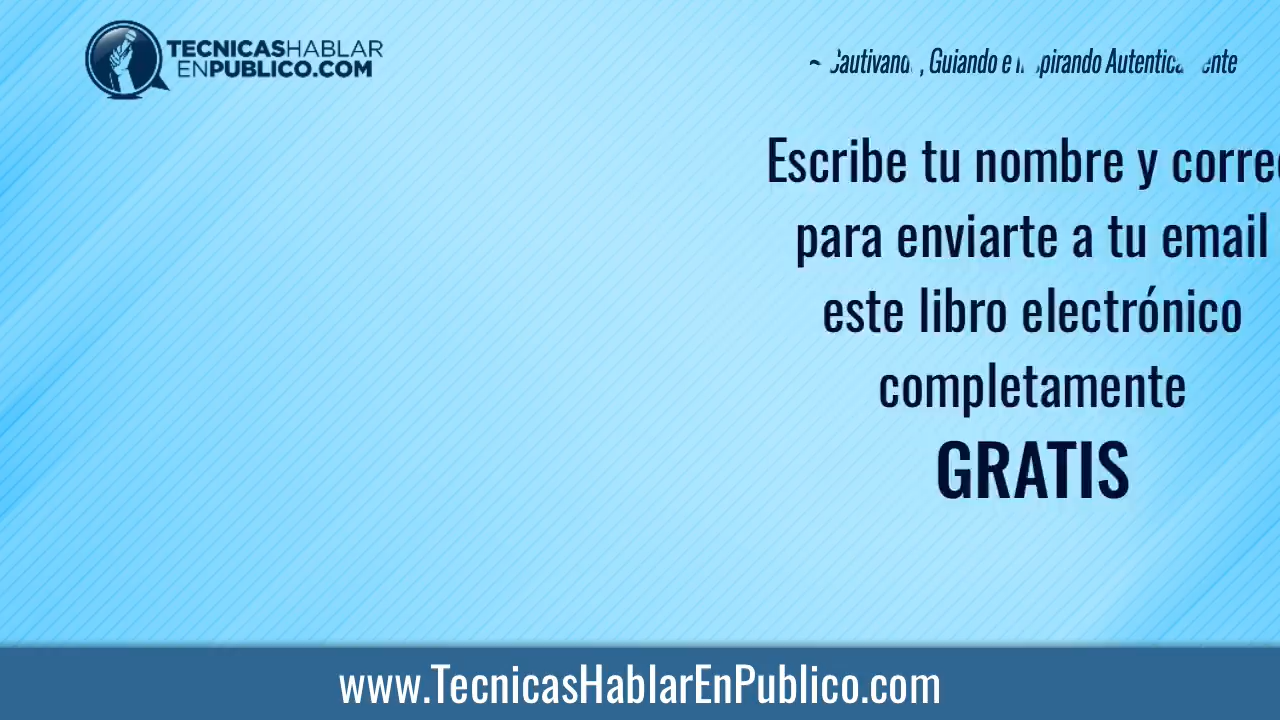 TECNICASHABLAR
ENPUBLICO.COM
, Guiando e
Escribe tu nombre y corre
para enviarte a tu email
este libro electrónico
completamente
GRATIS
www.TecnicasHablarEnPublico.com